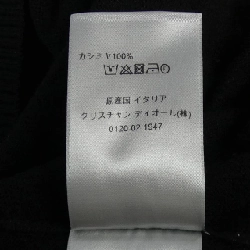 カシミヤ100%
原産国 イタリア
クリスチャン ディオール(株)
0120-02-1947